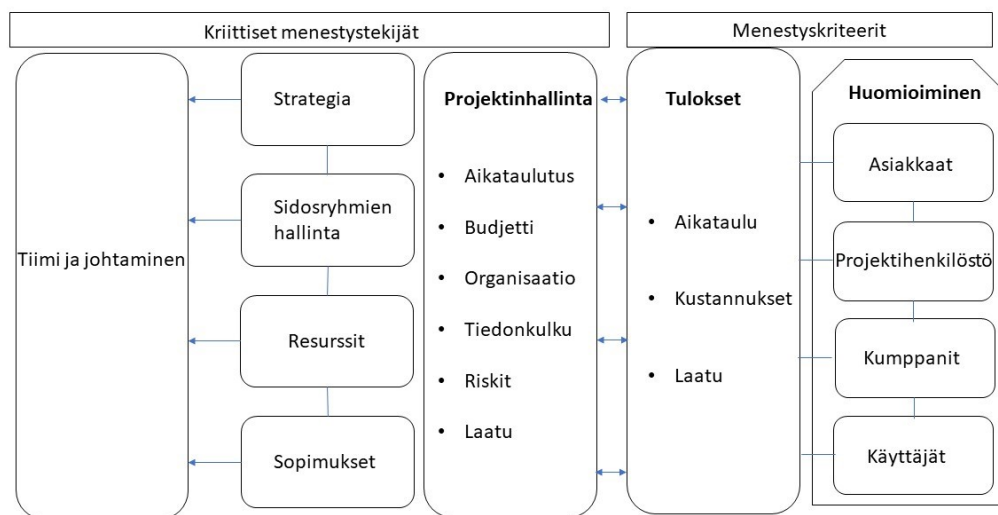 Kriittiset menestystekijät
Menestyskriteerit
Tiimi ja johtaminen
Strategia
Sidosryhmien
hallinta
Resurssit
Sopimukset
Projektinhallinta
• Aikataulutus
• Budjetti
• Organisaatio
• Tiedonkulku
• Riskit
• Laatu
Tulokset
• Aikataulu
• Kustannukset
• Laatu
Huomioiminen
Asiakkaat
Projektihenkilöstö
Kumppanit
Käyttäjät